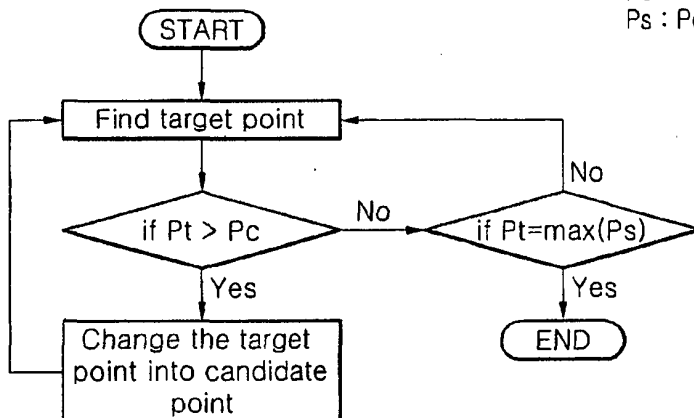 START
Ps : P
Find target point
No
if Pt > Pc
No
if Pt=max(Ps)
Yes
Yes
Change the target
point into candidate
point
END